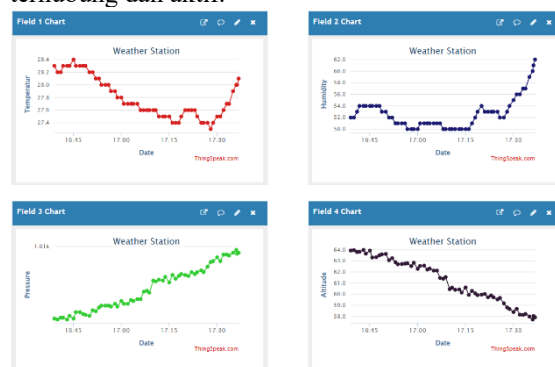 terhubung dan aktif.
Field 1 Chart
Weather Station
Temperatur
28.4
28.2
28.0
27.8
27.6
27.4
16:45 17:00 17:15 17:30
Date
ThingSpeak.com
Field 2 Chart
Weather Station
Humidity
62.0
60.0
58.0
56.0
54.0
52.0
50.0
16:45 17:00 17:15 17:30
Date
ThingSpeak.com
Field 3 Chart
Weather Station
Pressure
1.01k
16:45 17:00 17:15 17:30
Date
ThingSpeak.com
Field 4 Chart
Weather Station
Altitude
64.0
63.0
62.0
61.0
60.0
59.0
58.0
16:45 17:00 17:15 17:30
Date
ThingSpeak.com